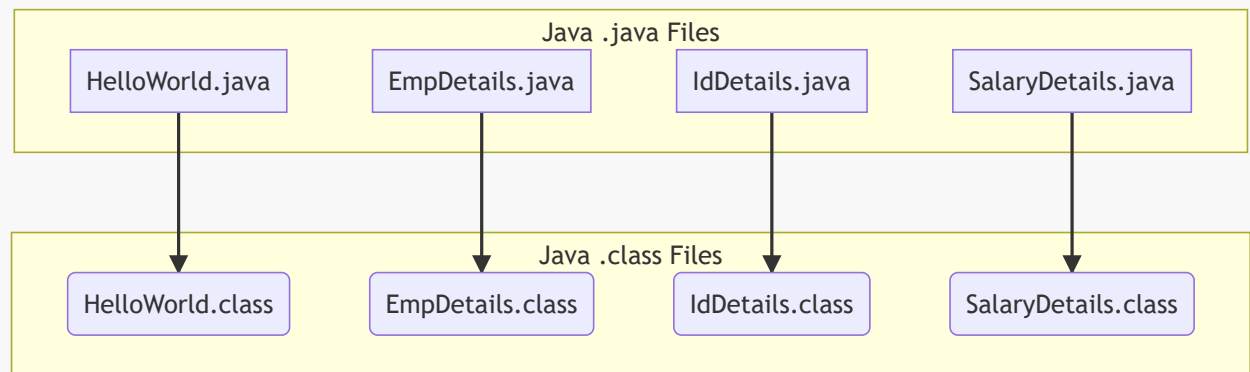 Java .java Files
HelloWorld.java
EmpDetails.java
IdDetails.java
SalaryDetails.java
Java .class Files
HelloWorld.class
EmpDetails.class
IdDetails.class
SalaryDetails.class